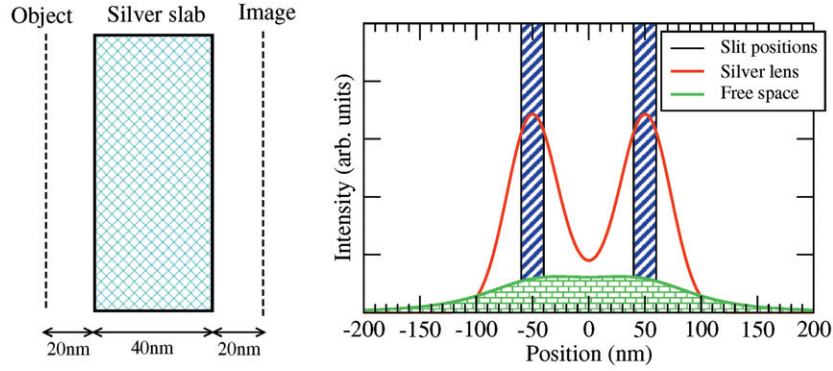 Object
Silver slab
Image
20nm
40nm
20nm
Intensity (arb. units)
Slit positions
Silver lens
Free space
-200
-150
-100
-50
0
50
100
150
200
Position (nm)